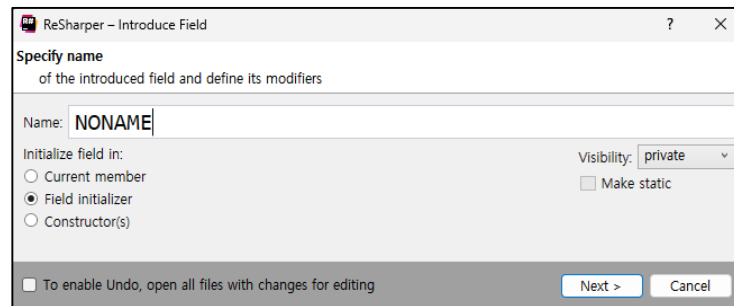 ReSharper – Introduce Field
Specify name
of the introduced field and define its modifiers
Name: NONAME
Initialize field in:
Visibility: private
Current member
Make static
Field initializer
Constructor(s)
To enable Undo, open all files with changes for editing
Next >
Cancel